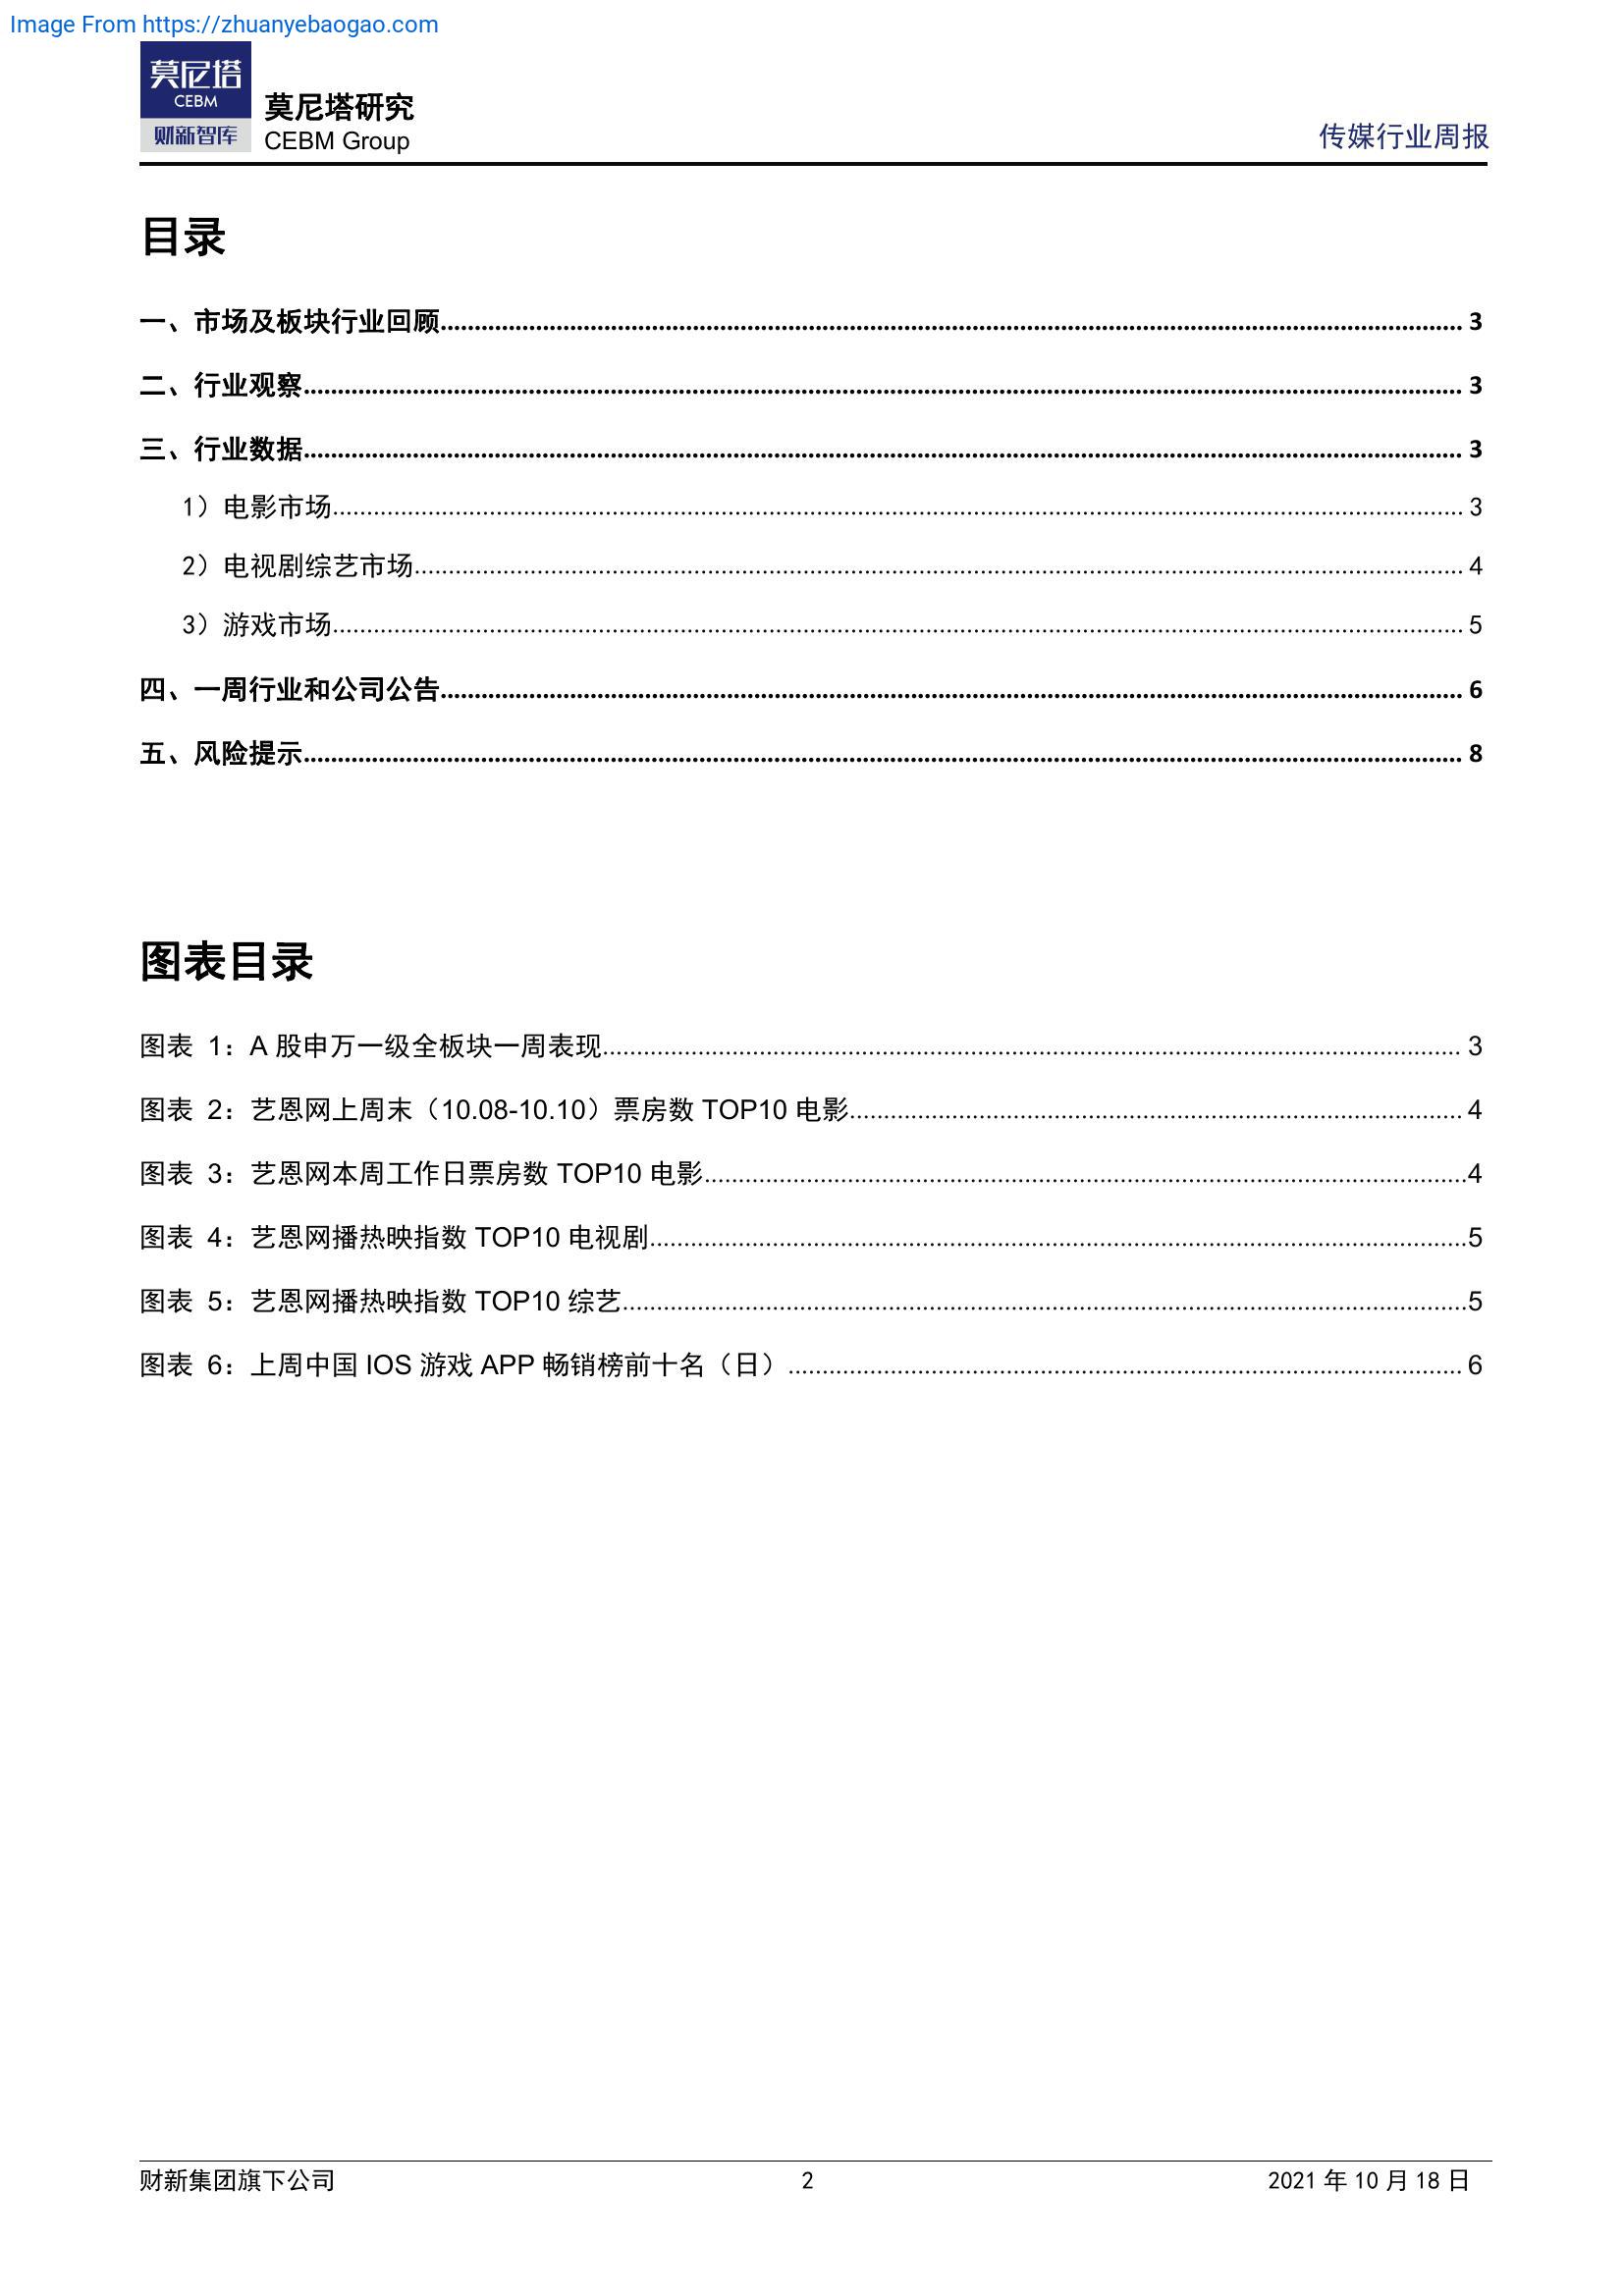 Image From https://zhuanyebaogao.com
莫尼塔
CEBM
财新智库
莫尼塔研究
CEBM Group
传媒行业周报
目录
一、市场及板块行业回顾 3
二、行业观察 3
三、行业数据 3
1）电影市场 3
2）电视剧综艺市场 4
3）游戏市场 5
四、一周行业和公司公告 6
五、风险提示 8
图表目录
图表 1：A 股申万一级全板块一周表现 3
图表 2：艺恩网上周末（10.08-10.10）票房数 TOP10 电影 4
图表 3：艺恩网本周工作日票房数 TOP10 电影 4
图表 4：艺恩网播热映指数 TOP10 电视剧 5
图表 5：艺恩网播热映指数 TOP10 综艺 5
图表 6：上周中国 IOS 游戏 APP 畅销榜前十名（日） 6
财新集团旗下公司 2 2021 年 10 月 18 日